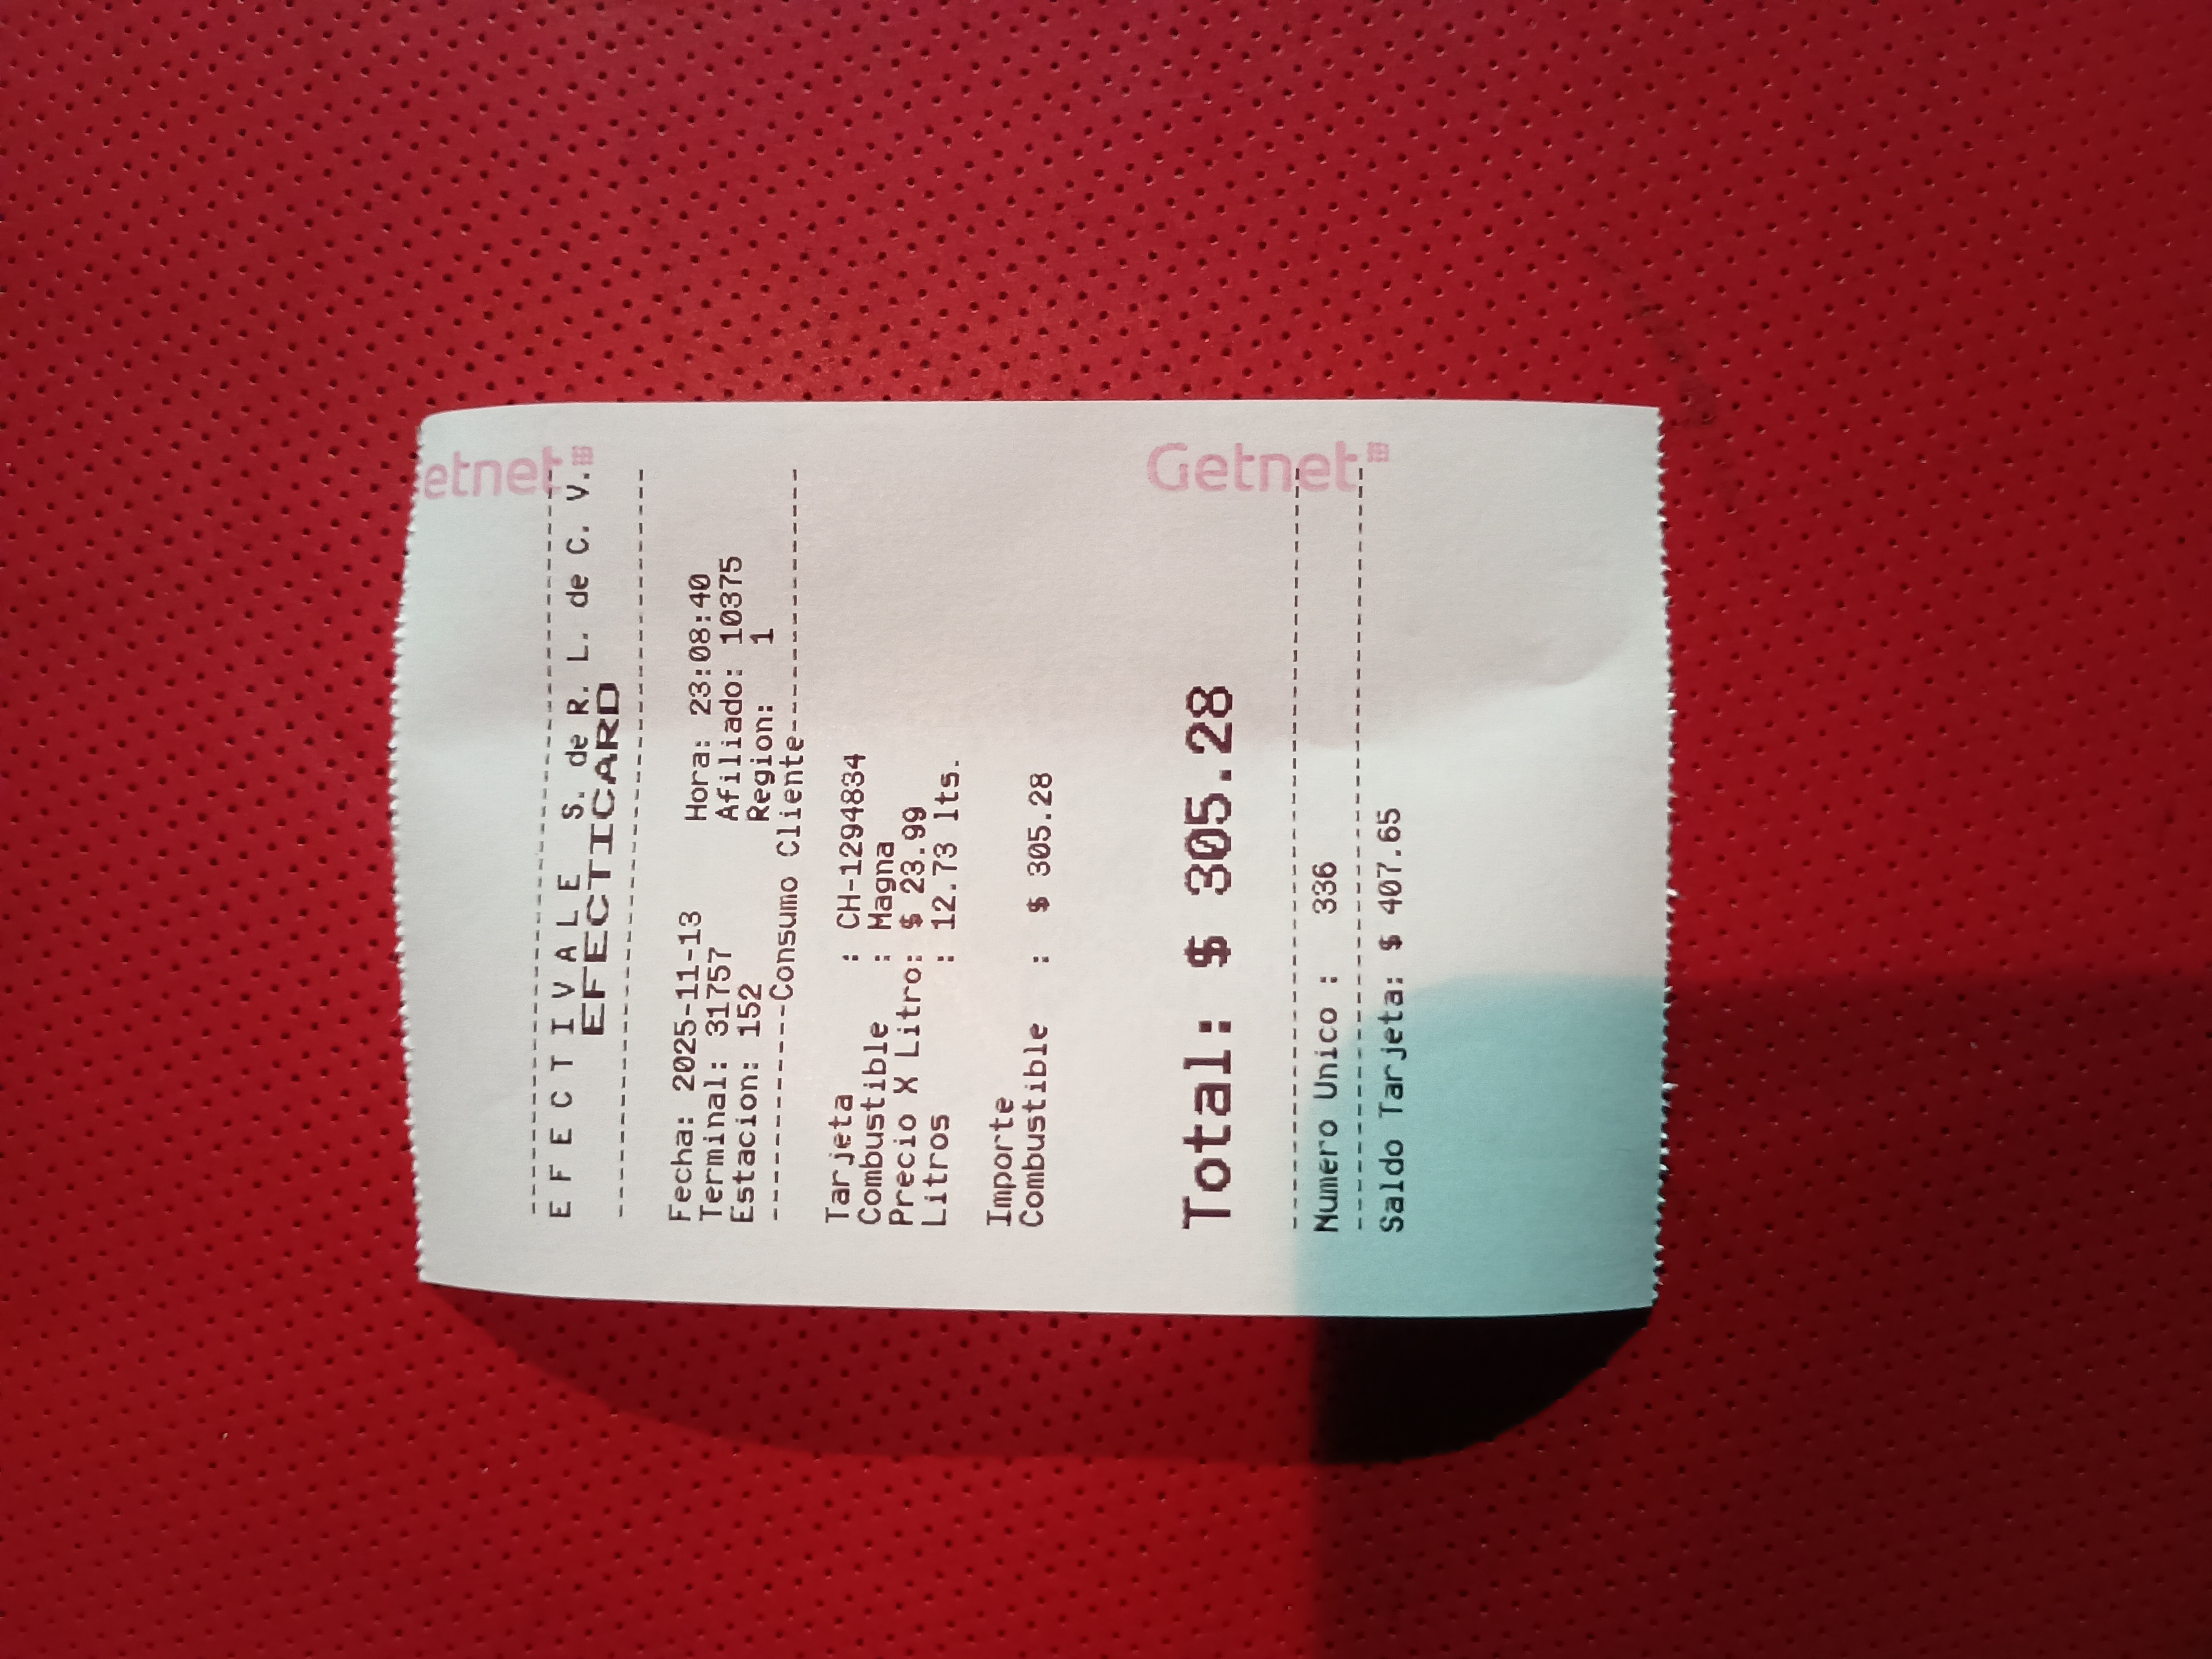 etnet
--------------------------------
E F E C T I V A L E   S. de R. L. de C. V.
EFECTICARD
--------------------------------
Fecha: 2025-11-13   Hora: 23:08:40
Terminal: 31757   Afiliado: 10375
Estacion: 152   Region:   1
---------Consumo Cliente---------
Tarjeta : CH-1294834
Combustible : Magna
Precio X Litro: $ 23.99
Litros : 12.73 lts.
Importe
Combustible : $ 305.28
Getnet
Total: $ 305.28
--------------------------------
Numero Unico : 336
--------------------------------
Saldo Tarjeta: $ 407.65